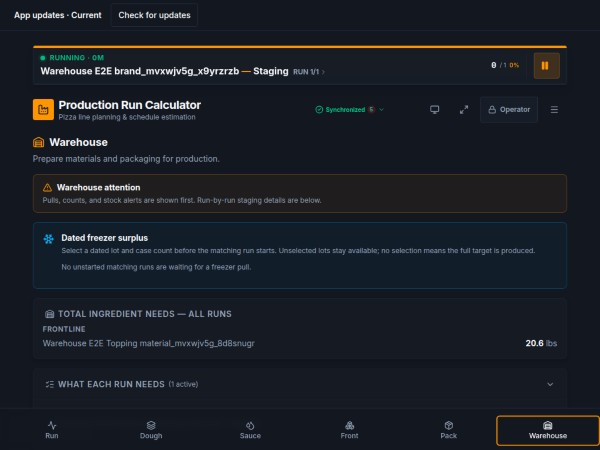 App updates · Current
Check for updates
RUNNING · 0M
Warehouse E2E brand_mvxwjv5g_x9yrzrzb — Staging RUN 1/1 ›
0 / 1 0%
Production Run Calculator
Pizza line planning & schedule estimation
Synchronized
Operator
Warehouse
Prepare materials and packaging for production.
Warehouse attention
Pulls, counts, and stock alerts are shown first. Run-by-run staging details are below.
Dated freezer surplus
Select a dated lot and case count before the matching run starts. Unselected lots stay available; no selection means the full target is produced.
No unstarted matching runs are waiting for a freezer pull.
TOTAL INGREDIENT NEEDS — ALL RUNS
FRONTLINE
Warehouse E2E Topping material_mvxwjv5g_8d8snugr 20.6 lbs
WHAT EACH RUN NEEDS (1 active)
Run
Dough
Sauce
Front
Pack
Warehouse